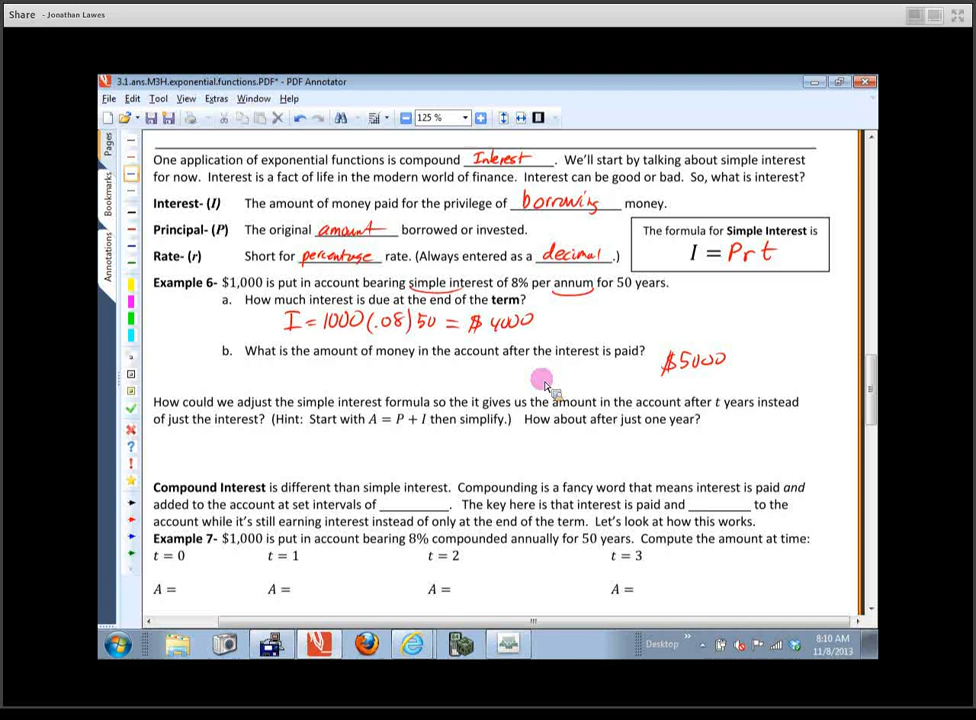 Share - Jonathan Lawes
3.1.ans.M3H.exponential.functions.PDF* - PDF Annotator
File Edit Tool View Extras Window Help
125 %
Pages
Bookmarks
Annotations
One application of exponential functions is compound Interest. We'll start by talking about simple interest
for now. Interest is a fact of life in the modern world of finance. Interest can be good or bad. So, what is interest?
Interest- (I) The amount of money paid for the privilege of borrowing money.
Principal- (P) The original amount borrowed or invested.
Rate- (r) Short for percentage rate. (Always entered as a decimal.)
The formula for Simple Interest is
I = Prt
Example 6- $1,000 is put in account bearing simple interest of 8% per annum for 50 years.
a. How much interest is due at the end of the term?
I = 1000(.08)50 = $4000
b. What is the amount of money in the account after the interest is paid? $5000
How could we adjust the simple interest formula so the it gives us the amount in the account after t years instead
of just the interest? (Hint: Start with A = P + I then simplify.) How about after just one year?
Compound Interest is different than simple interest. Compounding is a fancy word that means interest is paid and
added to the account at set intervals of __________. The key here is that interest is paid and _________ to the
account while it's still earning interest instead of only at the end of the term. Let's look at how this works.
Example 7- $1,000 is put in account bearing 8% compounded annually for 50 years. Compute the amount at time:
t = 0 t = 1 t = 2 t = 3
A = A = A = A =
Desktop
8:10 AM
11/8/2013